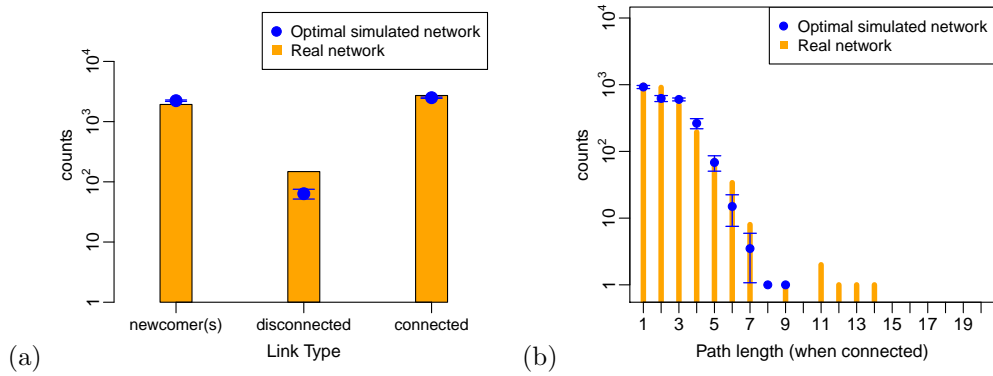 Optimal simulated network
Real network
counts
10^4
10^3
10^2
10
1
newcomer(s) disconnected connected
Link Type
(a)
Optimal simulated network
Real network
counts
10^4
10^3
10^2
10
1
1 3 5 7 9 11 13 15 17 19
Path length (when connected)
(b)